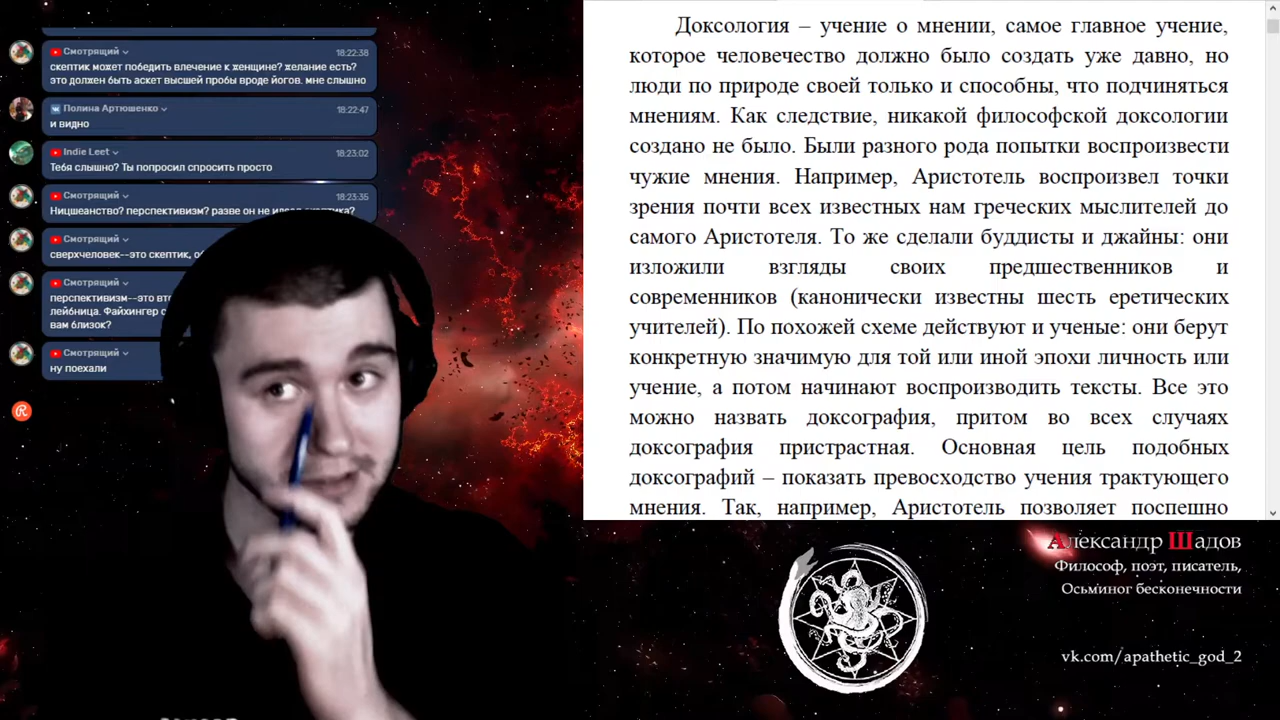 Смотрящий
18:22:38
скептик может победить влечение к женщине? желание есть?
это должен быть аскет высшей пробы вроде йогов. мне слышно
Полина Артюшенко
18:22:47
и видно
Indie Leet
18:23:02
Тебя слышно? Ты попросил спросить просто
Смотрящий
18:23:35
Ницшеанство? перспективизм? разве он не идеал скептика?
Смотрящий
сверхчеловек--это скептик,
Смотрящий
перспективизм--это
лейбница. Файхингер
вам близок?
Смотрящий
ну поехали
Доксология – учение о мнении, самое главное учение,
которое человечество должно было создать уже давно, но
люди по природе своей только и способны, что подчиняться
мнениям. Как следствие, никакой философской доксологии
создано не было. Были разного рода попытки воспроизвести
чужие мнения. Например, Аристотель воспроизвел точки
зрения почти всех известных нам греческих мыслителей до
самого Аристотеля. То же сделали буддисты и джайны: они
изложили взгляды своих предшественников и
современников (канонически известны шесть еретических
учителей). По похожей схеме действуют и ученые: они берут
конкретную значимую для той или иной эпохи личность или
учение, а потом начинают воспроизводить тексты. Все это
можно назвать доксография, притом во всех случаях
доксография пристрастная. Основная цель подобных
доксографий – показать превосходство учения трактующего
мнения. Так, например, Аристотель позволяет поспешно
Александр Шадов
Философ, поэт, писатель,
Осьминог бесконечности
vk.com/apathetic_god_2